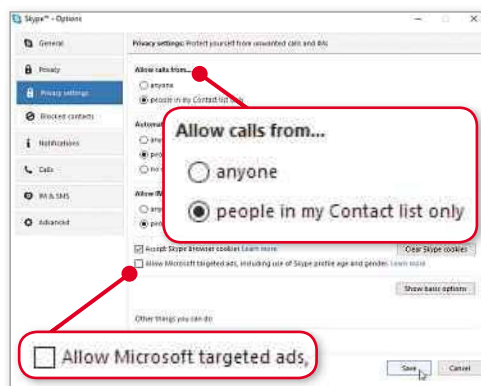 Skype™ - Options
General
Privacy
Privacy settings
Blocked contacts
Notifications
Calls
IM & SMS
Advanced
Privacy settings: Protect yourself from unwanted calls and IMs
Allow calls from...
anyone
people in my Contact list only
Allow calls from...
anyone
people in my Contact list only
Accept Skype browser cookies Learn more
Clear Skype cookies
Allow Microsoft targeted ads, including use of Skype profile age and gender. Learn more
Show basic options
Other things you can do
Allow Microsoft targeted ads,
Save
Cancel